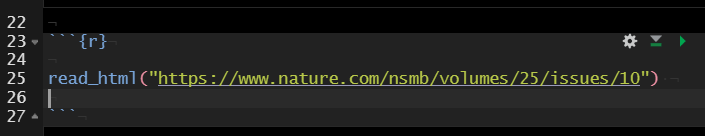 22
23 ```{r}
24
25 read_html("https://www.nature.com/nsmb/volumes/25/issues/10")
26
27 ```